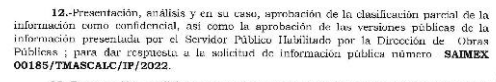 12.-Presentación, análisis y en su caso, aprobación de la clasificación parcial de la
información como confidencial, así como la aprobación de las versiones públicas de la
información presentada por el Servidor Público Habilitado por la Dirección de Obras
Públicas ; para dar respuesta a la solicitud de información pública número SAIMEX
00185/TMASCALC/IP/2022.